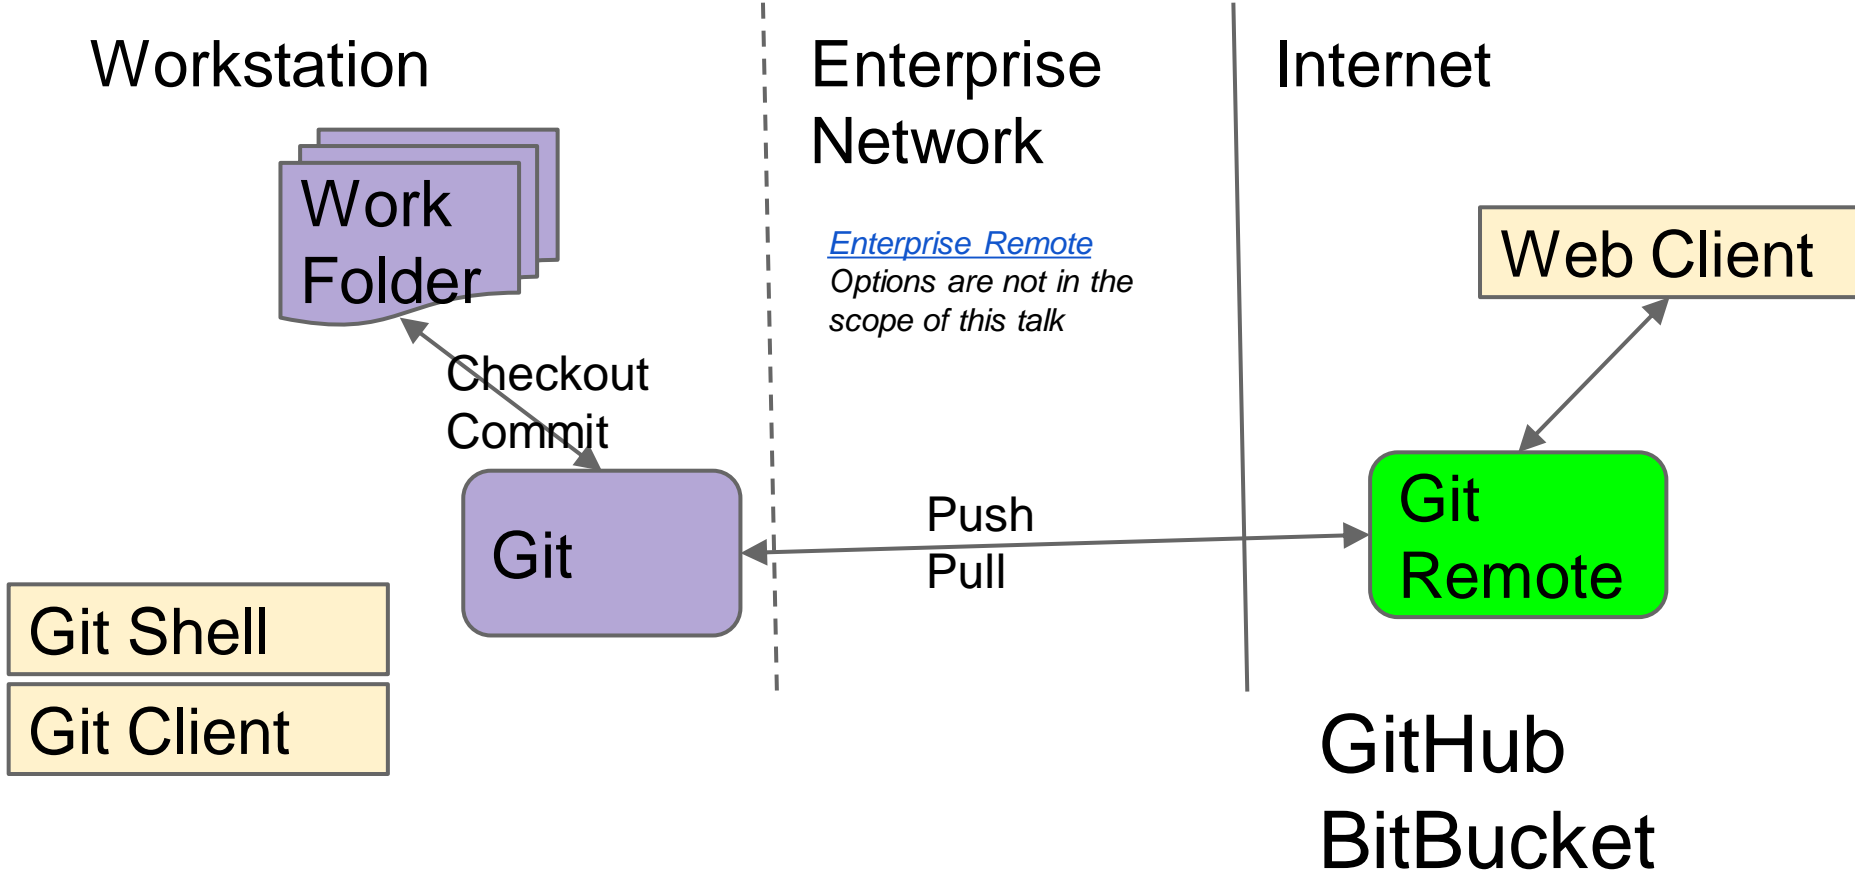 Workstation
Enterprise
Network
Internet
Work
Folder
Enterprise Remote
Options are not in the
scope of this talk
Web Client
Checkout
Commit
Git
Push
Pull
Git
Remote
Git Shell
Git Client
GitHub
BitBucket